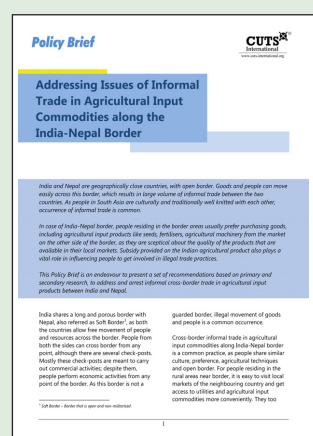 Policy Brief
CUTS®
International
www.cuts-international.org
Addressing Issues of Informal
Trade in Agricultural Input
Commodities along the
India-Nepal Border
India and Nepal are geographically close countries, with open border. Goods and people can move
easily across this border, which results in large volume of informal trade between the two
countries. As people in South Asia are culturally and traditionally well knitted with each other,
occurrence of informal trade is common.
In case of India-Nepal border, people residing in the border areas usually prefer purchasing goods,
including agricultural input products like seeds, fertilisers, agricultural machinery from the market
on the other side of the border, as they are sceptical about the quality of the products that are
available in their local markets. Subsidy provided on the Indian agricultural product also plays a
vital role in influencing people to get involved in illegal trade practices.
This Policy Brief is an endeavour to present a set of recommendations based on primary and
secondary research, to address and arrest informal cross-border trade in agricultural input
products between India and Nepal.
India shares a long and porous border with
Nepal, also referred as Soft Border¹, as both
the countries allow free movement of people
and resources across the border. People from
both the sides can cross border from any
point, although there are several check-posts.
Mostly these check-posts are meant to carry
out commercial activities; despite them,
people perform economic activities from any
point of the border. As this border is not a
¹ Soft Border – Border that is open and non-militarised.
guarded border, illegal movement of goods
and people is a common occurrence.
Cross-border informal trade in agricultural
input commodities along India-Nepal border
is a common practice, as people share similar
culture, preference, agricultural techniques
and open border. For people residing in the
rural areas near border, it is easy to visit local
markets of the neighbouring country and get
access to utilities and agricultural input
commodities more conveniently. They too
1